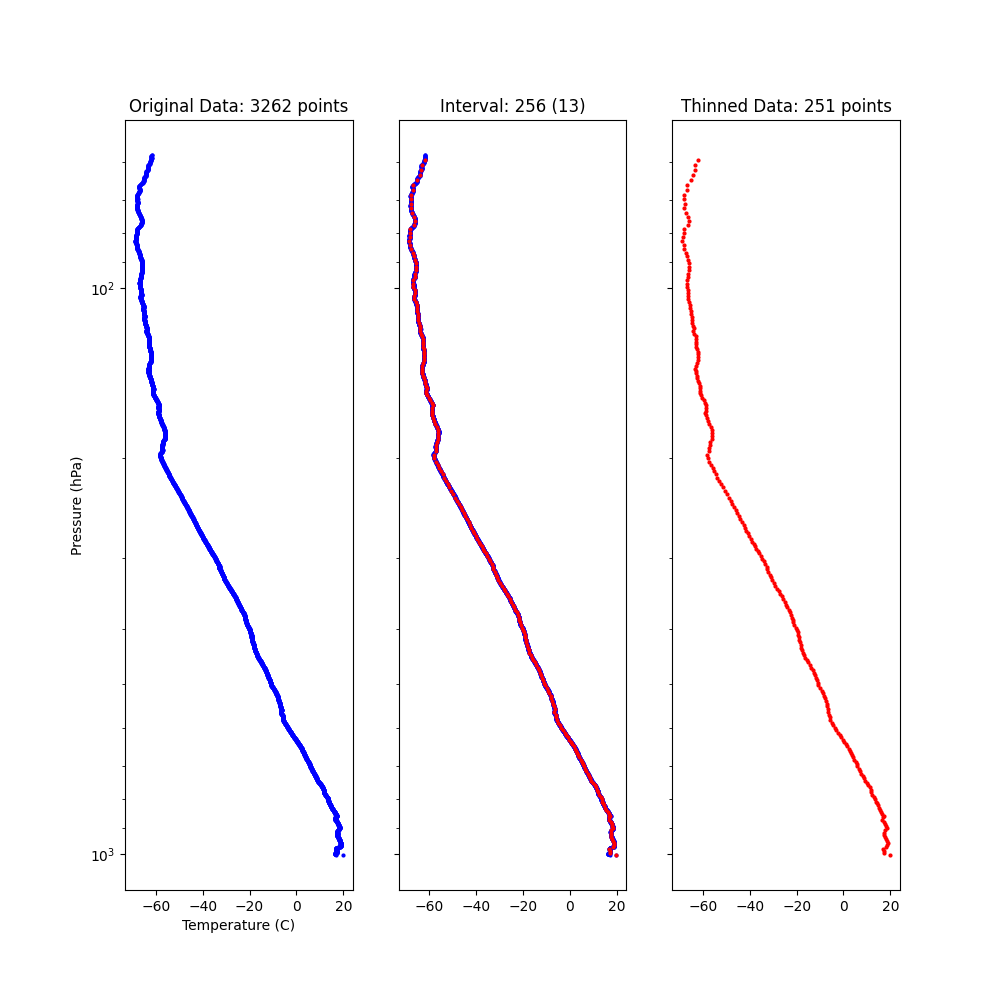 Original Data: 3262 points
Interval: 256 (13)
Thinned Data: 251 points
Pressure (hPa)
10²
10³
−60 −40 −20 0 20
−60 −40 −20 0 20
−60 −40 −20 0 20
Temperature (C)